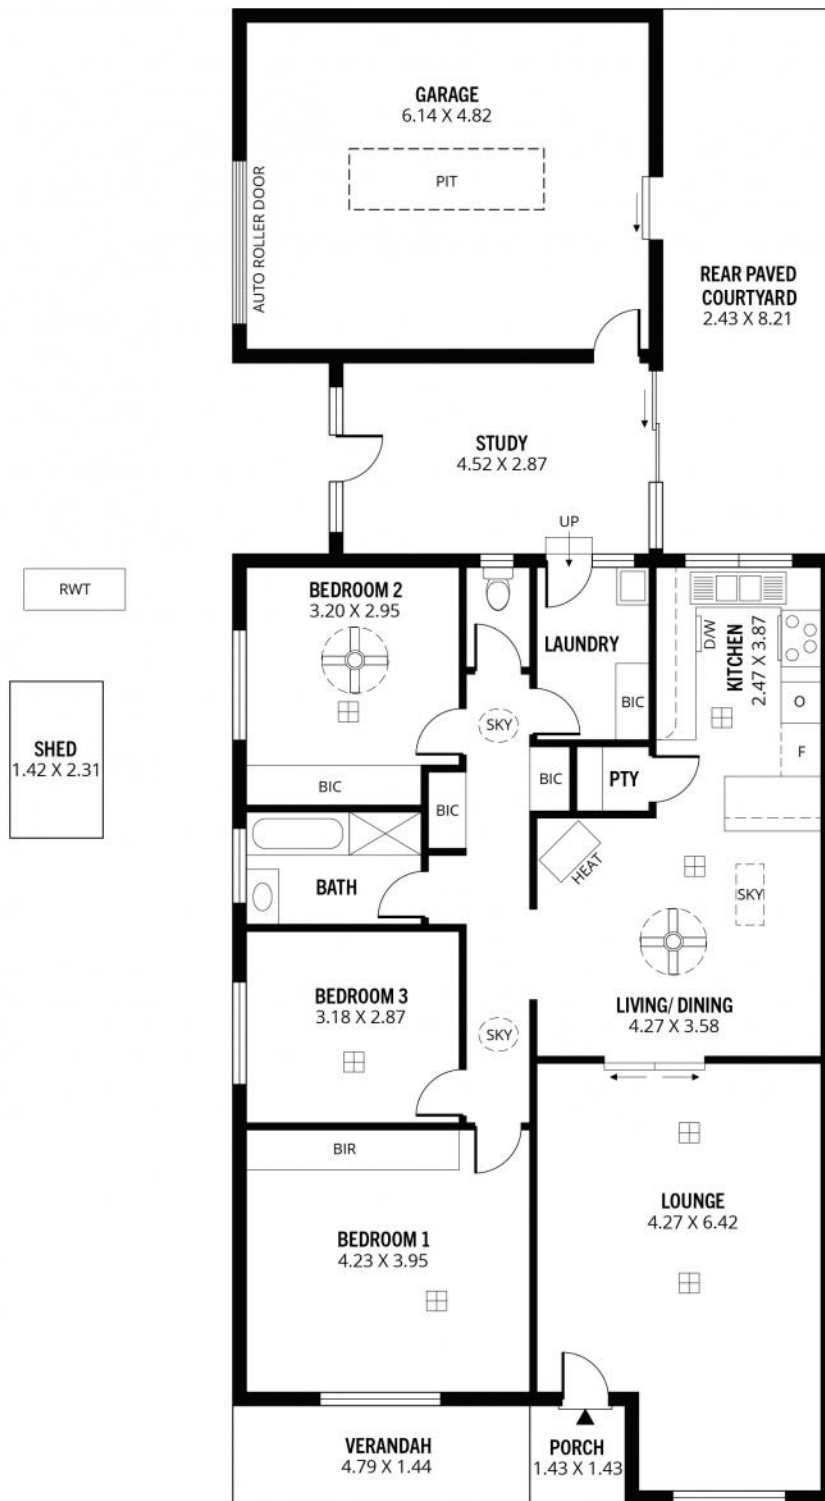 GARAGE
6.14 X 4.82
PIT
AUTO ROLLER DOOR
REAR PAVED
COURTYARD
2.43 X 8.21
STUDY
4.52 X 2.87
UP
RWT
BEDROOM 2
3.20 X 2.95
BIC
LAUNDRY
BIC
SKY
D/W
KITCHEN
2.47 X 3.87
O
F
SHED
1.42 X 2.31
BIC
BIC
PTY
HEAT
SKY
BATH
BEDROOM 3
3.18 X 2.87
SKY
LIVING/ DINING
4.27 X 3.58
BIR
BEDROOM 1
4.23 X 3.95
LOUNGE
4.27 X 6.42
VERANDAH
4.79 X 1.44
PORCH
1.43 X 1.43